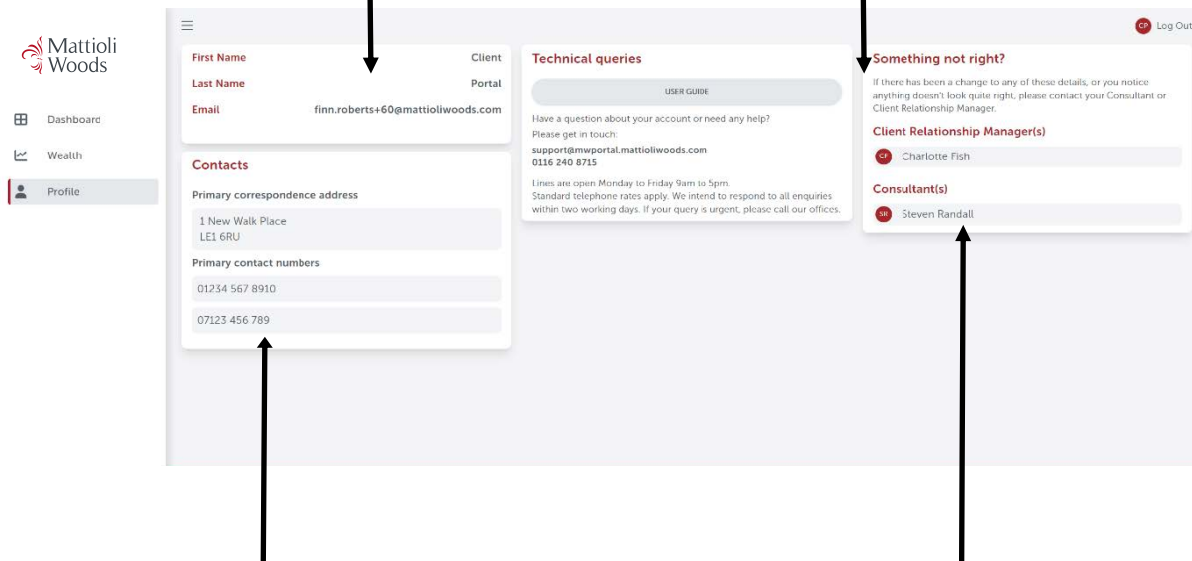 Mattioli
Woods
Dashboard
Wealth
Profile
CP Log Out
First Name Client
Last Name Portal
Email finn.roberts+60@mattioliwoods.com
Contacts
Primary correspondence address
1 New Walk Place
LE1 6RU
Primary contact numbers
01234 567 8910
07123 456 789
Technical queries
USER GUIDE
Have a question about your account or need any help?
Please get in touch:
support@mwportal.mattioliwoods.com
0116 240 8715
Lines are open Monday to Friday 9am to 5pm.
Standard telephone rates apply. We intend to respond to all enquiries
within two working days. If your query is urgent, please call our offices.
Something not right?
If there has been a change to any of these details, or you notice
anything doesn't look quite right, please contact your Consultant or
Client Relationship Manager.
Client Relationship Manager(s)
CF Charlotte Fish
Consultant(s)
SR Steven Randall